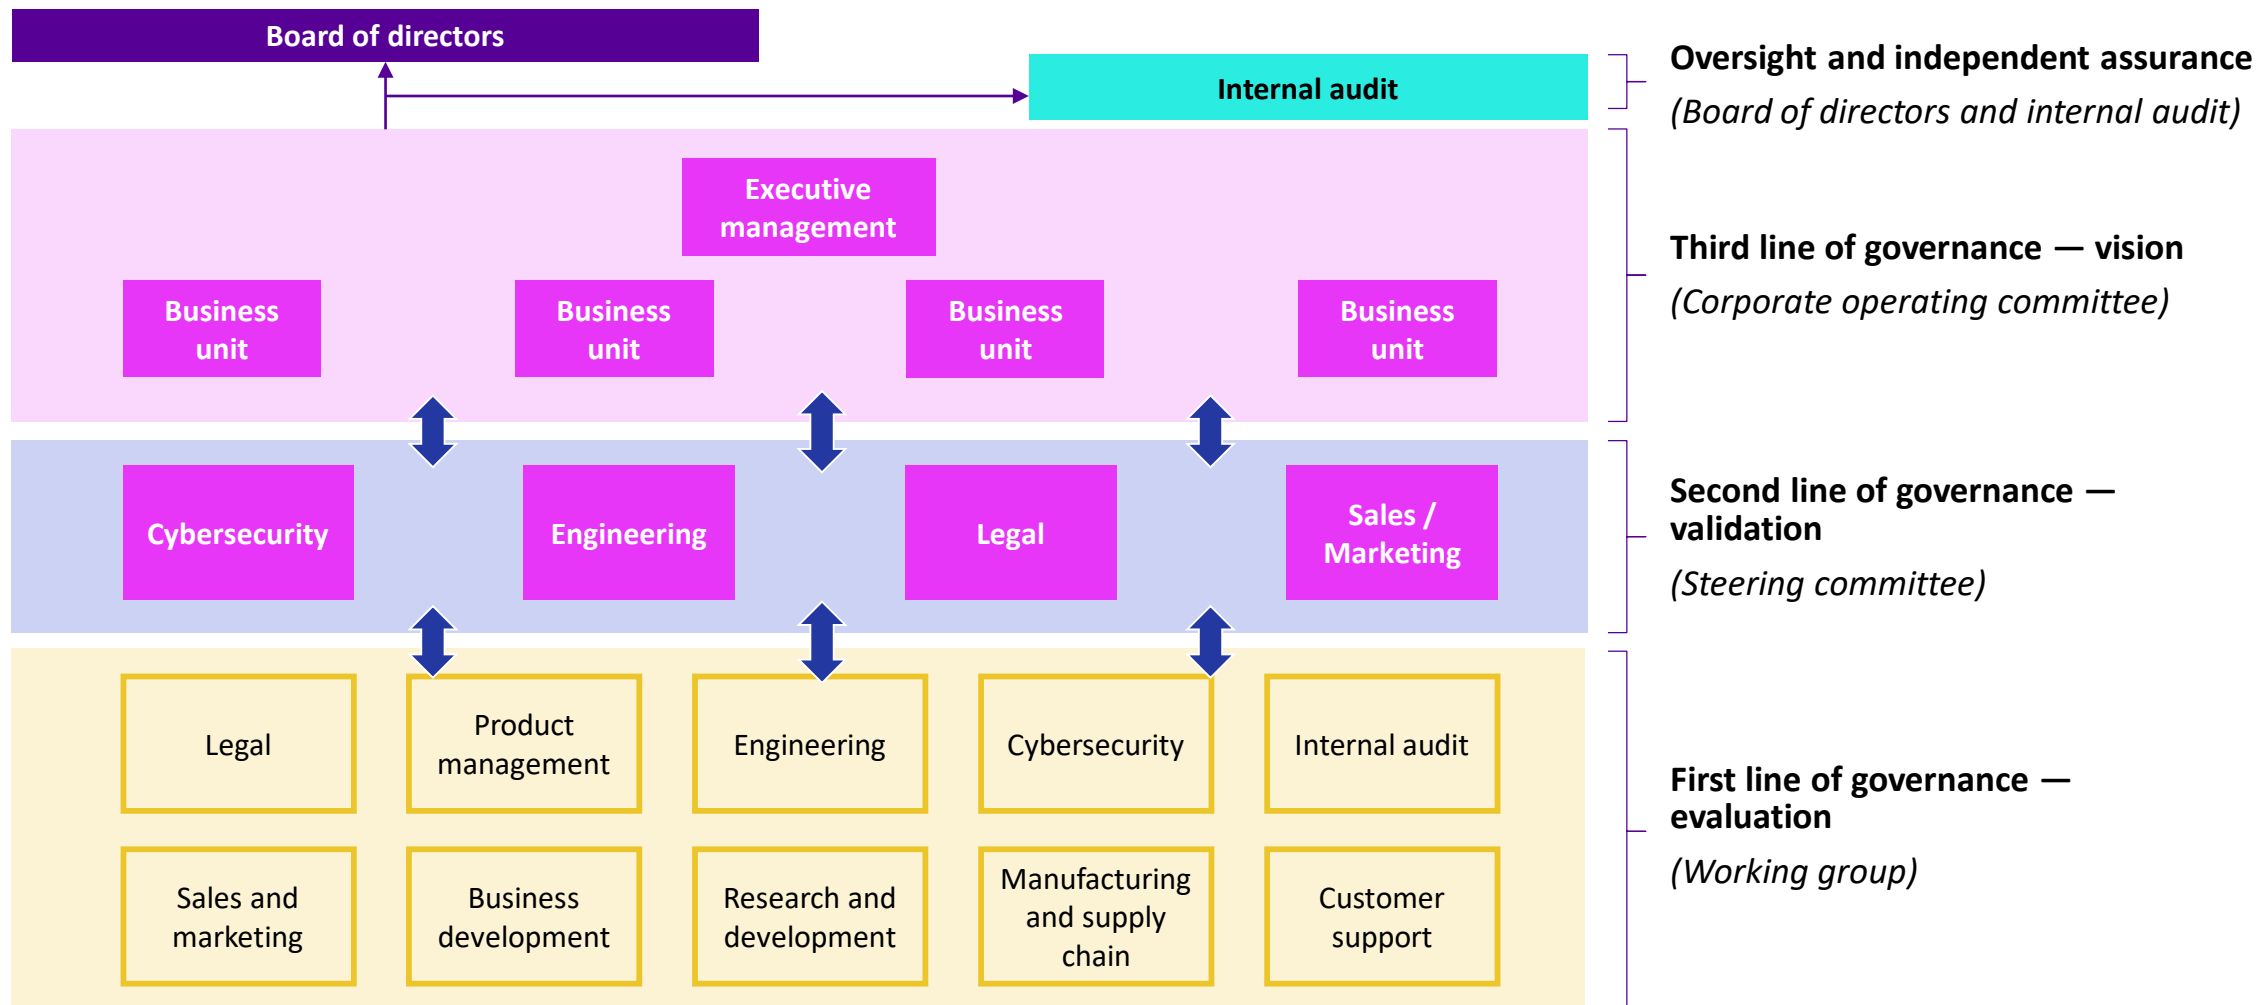 Board of directors
Internal audit
Oversight and independent assurance
(Board of directors and internal audit)
Executive
management
Business
unit
Business
unit
Business
unit
Business
unit
Third line of governance — vision
(Corporate operating committee)
Cybersecurity
Engineering
Legal
Sales /
Marketing
Second line of governance —
validation
(Steering committee)
Legal
Product
management
Engineering
Cybersecurity
Internal audit
Sales and
marketing
Business
development
Research and
development
Manufacturing
and supply
chain
Customer
support
First line of governance —
evaluation
(Working group)